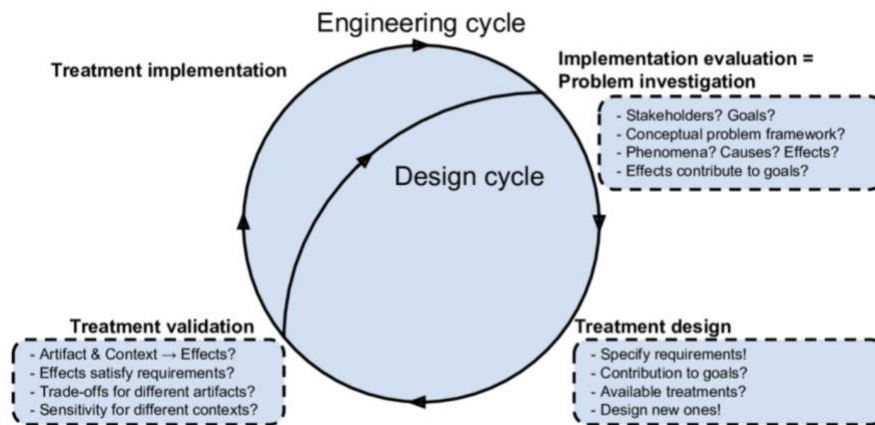 Engineering cycle
Treatment implementation
Implementation evaluation =
Problem investigation
- Stakeholders? Goals?
- Conceptual problem framework?
- Phenomena? Causes? Effects?
- Effects contribute to goals?
Design cycle
Treatment validation
- Artifact & Context → Effects?
- Effects satisfy requirements?
- Trade-offs for different artifacts?
- Sensitivity for different contexts?
Treatment design
- Specify requirements!
- Contribution to goals?
- Available treatments?
- Design new ones!